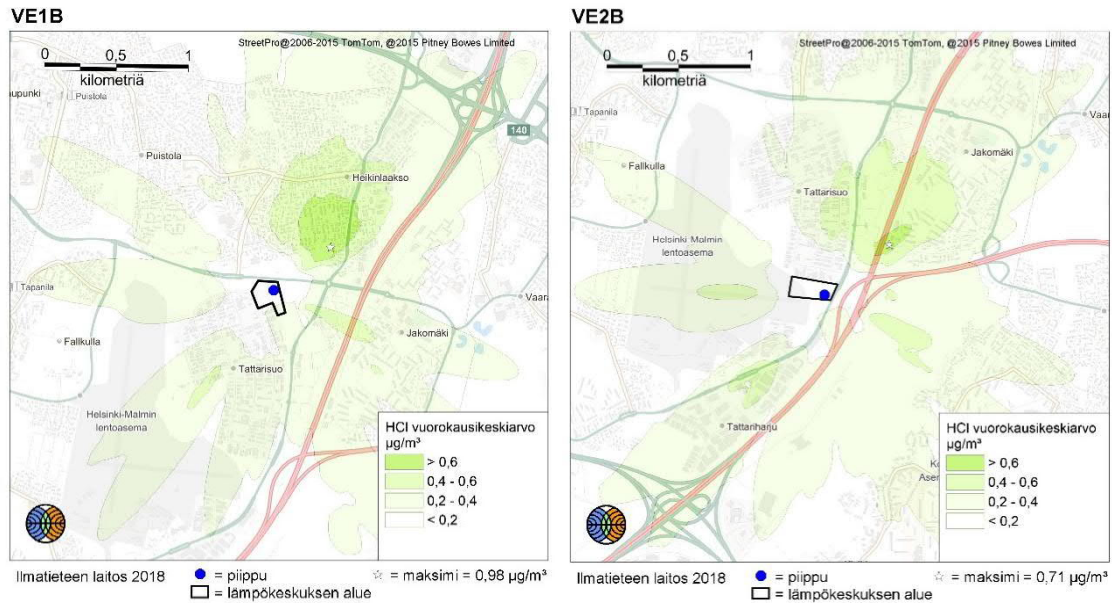 VE1B
StreetPro@2006-2015 TomTom, @2015 Pitney Bowes Limited
0 0,5 1
kilometriä
Puistola
Tapanila
140
Puistola
Heikinlaakso
Tapanila
Vaara
Jakomäki
Fallkulla
Tattarisuo
Helsinki-Malmin
lentoasema
HCl vuorokausikeskiarvo
µg/m³
> 0,6
0,4 - 0,6
0,2 - 0,4
< 0,2
Ilmatieteen laitos 2018
= piippu
☆ = maksimi = 0,98 µg/m³
= lämpökeskuksen alue
VE2B
StreetPro@2006-2015 TomTom, @2015 Pitney Bowes Limited
0 0,5 1
kilometriä
Tapanila
Vaara
Fallkulla
Jakomäki
Tattarisuo
Helsinki-Malmin
lentoasema
Tattariharju
HCl vuorokausikeskiarvo
µg/m³
> 0,6
0,4 - 0,6
0,2 - 0,4
< 0,2
Ilmatieteen laitos 2018
= piippu
☆ = maksimi = 0,71 µg/m³
= lämpökeskuksen alue